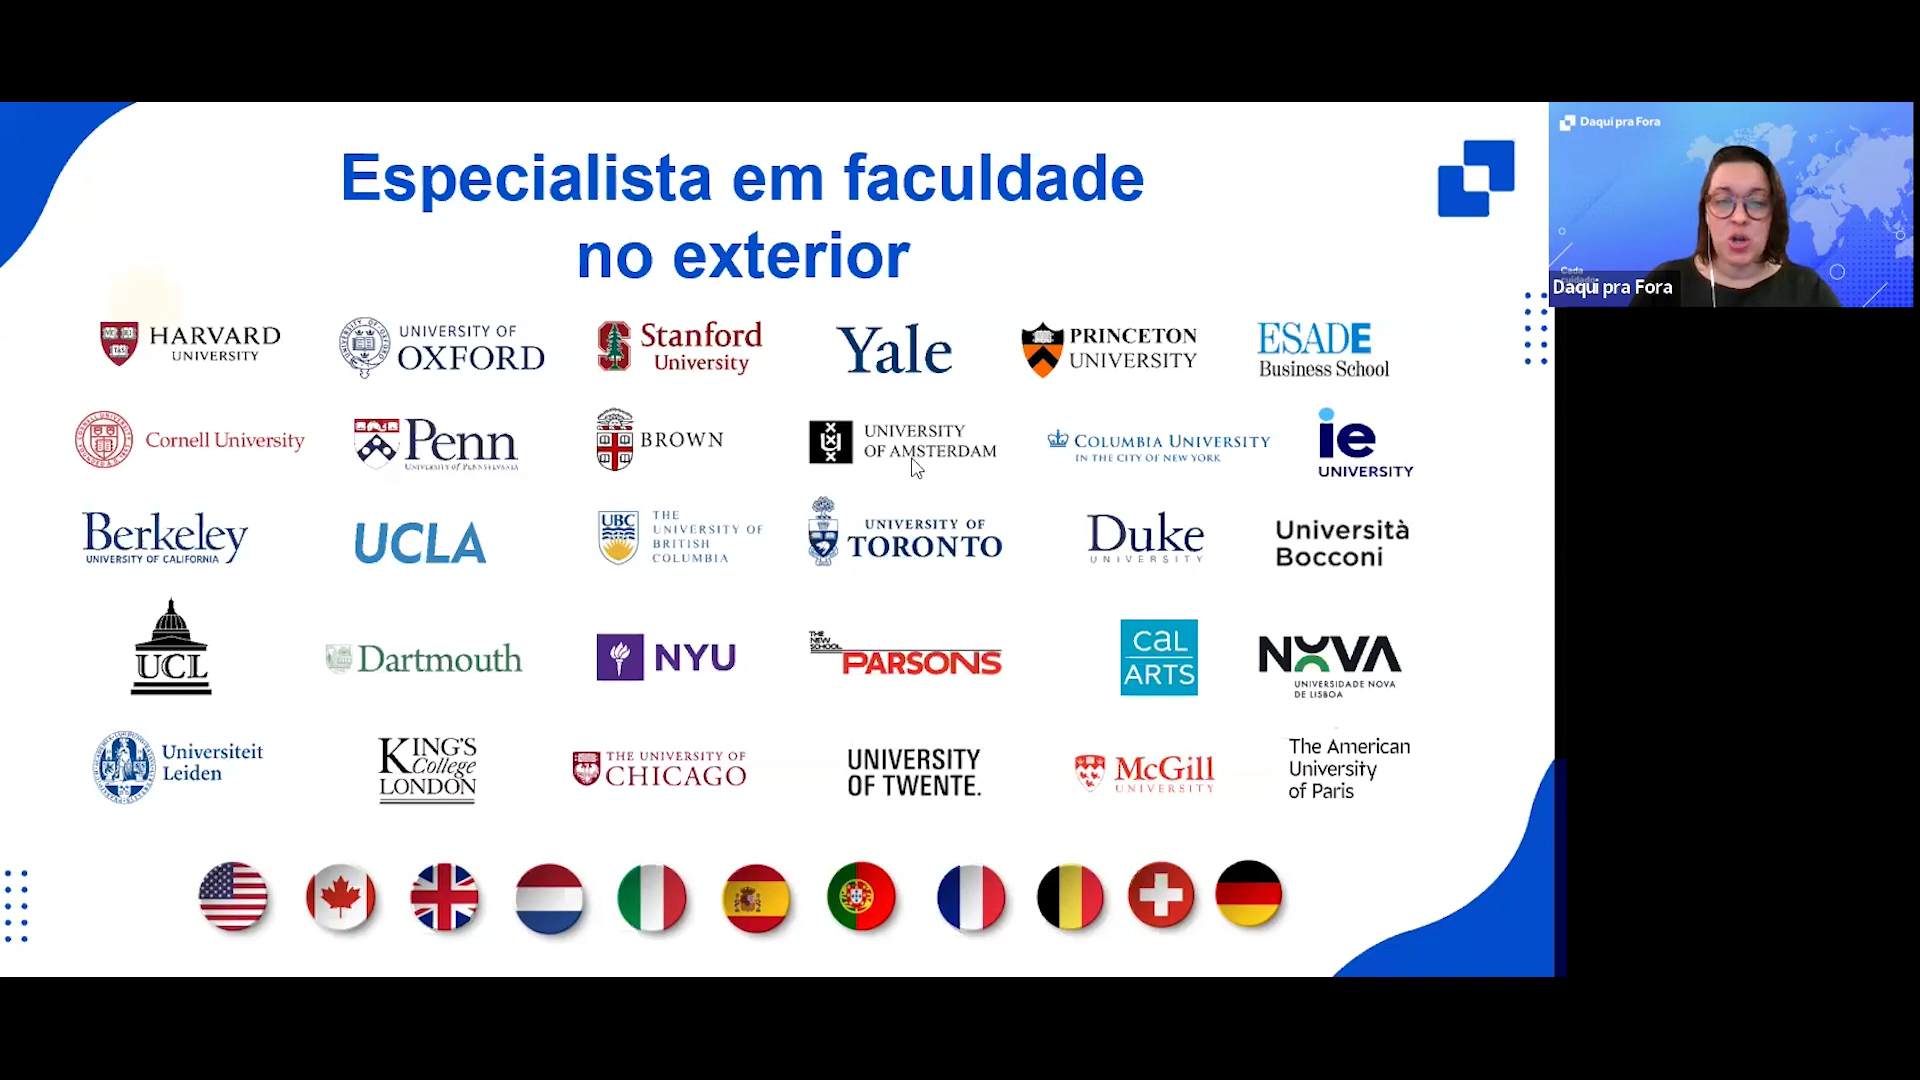 Especialista em faculdade
no exterior
Daqui pra Fora
Cada
Daqui pra Fora
HARVARD
UNIVERSITY
UNIVERSITY OF
OXFORD
Stanford
University
Yale
PRINCETON
UNIVERSITY
ESADE
Business School
Cornell University
Penn
UNIVERSITY of PENNSYLVANIA
BROWN
UNIVERSITY
OF AMSTERDAM
COLUMBIA UNIVERSITY
IN THE CITY OF NEW YORK
ie
UNIVERSITY
Berkeley
UNIVERSITY OF CALIFORNIA
UCLA
UBC
THE
UNIVERSITY OF
BRITISH
COLUMBIA
UNIVERSITY OF
TORONTO
Duke
UNIVERSITY
Università
Bocconi
UCL
Dartmouth
NYU
THE
NEW
SCHOOL
PARSONS
CAL
ARTS
NOVA
UNIVERSIDADE NOVA
DE LISBOA
Universiteit
Leiden
KING'S
College
LONDON
THE UNIVERSITY OF
CHICAGO
UNIVERSITY
OF TWENTE.
McGill
UNIVERSITY
The American
University
of Paris